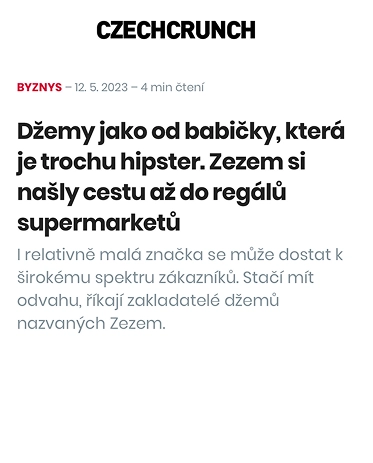 CZECHCRUNCH
BYZNYS – 12. 5. 2023 – 4 min čtení
Džemy jako od babičky, která
je trochu hipster. Zezem si
našly cestu až do regálů
supermarketů
I relativně malá značka se může dostat k
širokému spektru zákazníků. Stačí mít
odvahu, říkají zakladatelé džemů
nazvaných Zezem.